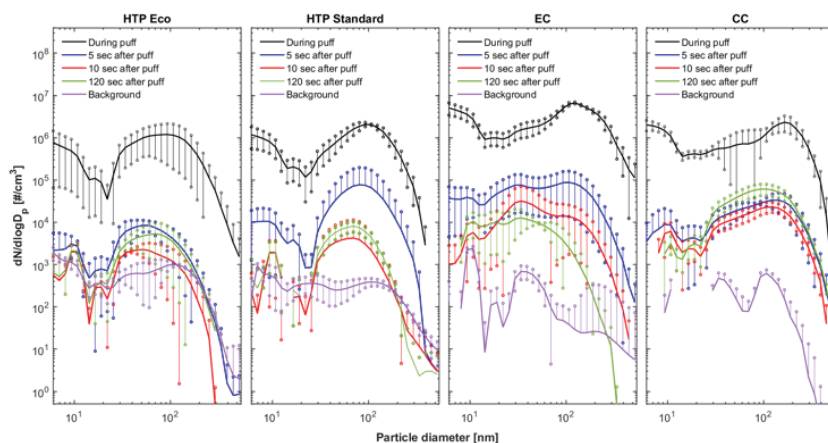 HTP Eco
HTP Standard
EC
CC
10⁸
10⁷
10⁶
10⁵
10⁴
10³
10²
10¹
10⁰
dN/dlogDₚ [#/cm³]
During puff
5 sec after puff
10 sec after puff
120 sec after puff
Background
During puff
5 sec after puff
10 sec after puff
120 sec after puff
Background
During puff
5 sec after puff
10 sec after puff
120 sec after puff
Background
During puff
5 sec after puff
10 sec after puff
120 sec after puff
Background
10¹ 10²
10¹ 10²
10¹ 10²
10¹ 10²
Particle diameter [nm]